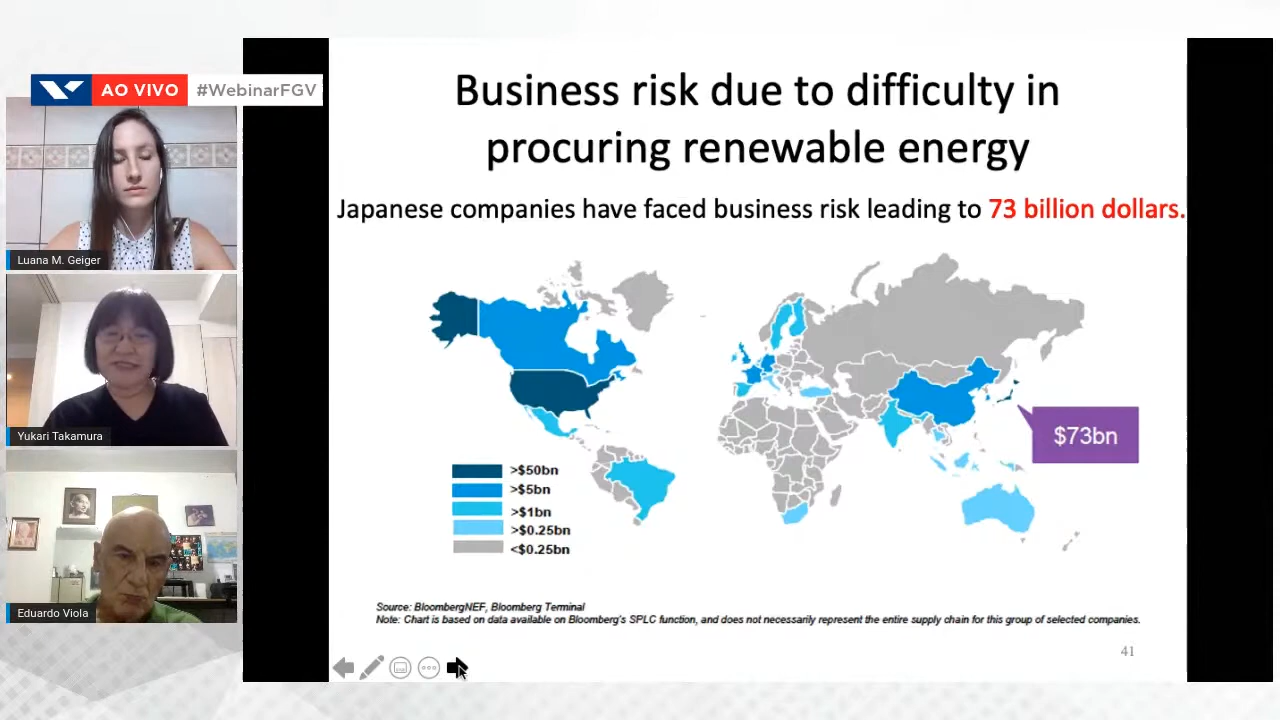 AO VIVO #WebinarFGV
Luana M. Geiger
Yukari Takamura
Eduardo Viola
Business risk due to difficulty in
procuring renewable energy
Japanese companies have faced business risk leading to 73 billion dollars.
$73bn
>$50bn
>$5bn
>$1bn
>$0.25bn
<$0.25bn
Source: BloombergNEF, Bloomberg Terminal
Note: Chart is based on data available on Bloomberg's SPLC function, and does not necessarily represent the entire supply chain for this group of selected companies.
41